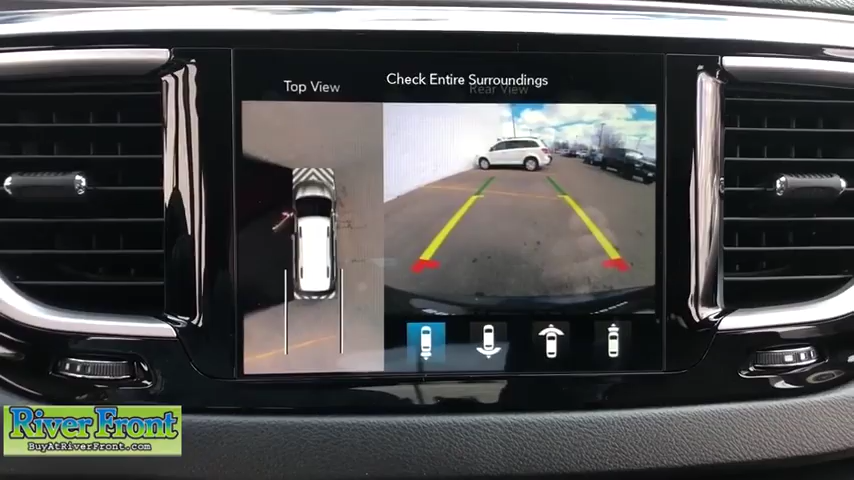 Check Entire Surroundings
Top View
Rear View
River Front
BuyAtRiverFront.com